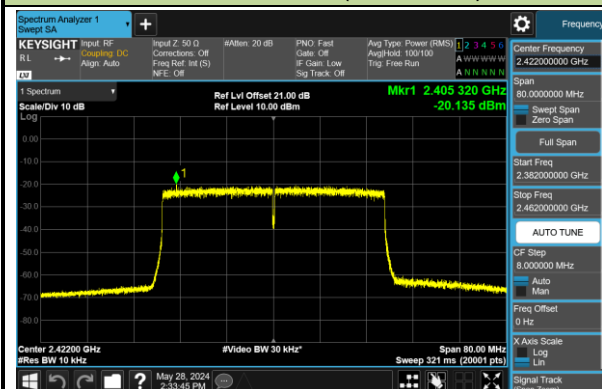 Spectrum Analyzer 1
Swept SA
Frequency
KEYSIGHT
Input: RF
Coupling: DC
Align: Auto
Input Z: 50 Ω
Corrections: Off
Freq Ref: Int (S)
NFE: Off
#Atten: 20 dB
PNO: Fast
Gate: Off
IF Gain: Low
Sig Track: Off
Avg Type: Power (RMS)
Avg|Hold: 100/100
Trig: Free Run
1 2 3 4 5 6
A W W W W W
A N N N N N
R L
LXI
1 Spectrum
Scale/Div 10 dB
Log
Ref Lvl Offset 21.00 dB
Ref Level 10.00 dBm
Mkr1 2.405 320 GHz
-20.135 dBm
0.00
-10.0
-20.0
-30.0
-40.0
-50.0
-60.0
-70.0
-80.0
1
Center 2.42200 GHz
#Res BW 10 kHz
#Video BW 30 kHz*
Span 80.00 MHz
Sweep 321 ms (20001 pts)
Center Frequency
2.422000000 GHz
Span
80.0000000 MHz
Swept Span
Zero Span
Full Span
Start Freq
2.382000000 GHz
Stop Freq
2.462000000 GHz
AUTO TUNE
CF Step
8.000000 MHz
Auto
Man
Freq Offset
0 Hz
X Axis Scale
Log
Lin
Signal Track
May 28, 2024
2:33:45 PM
?